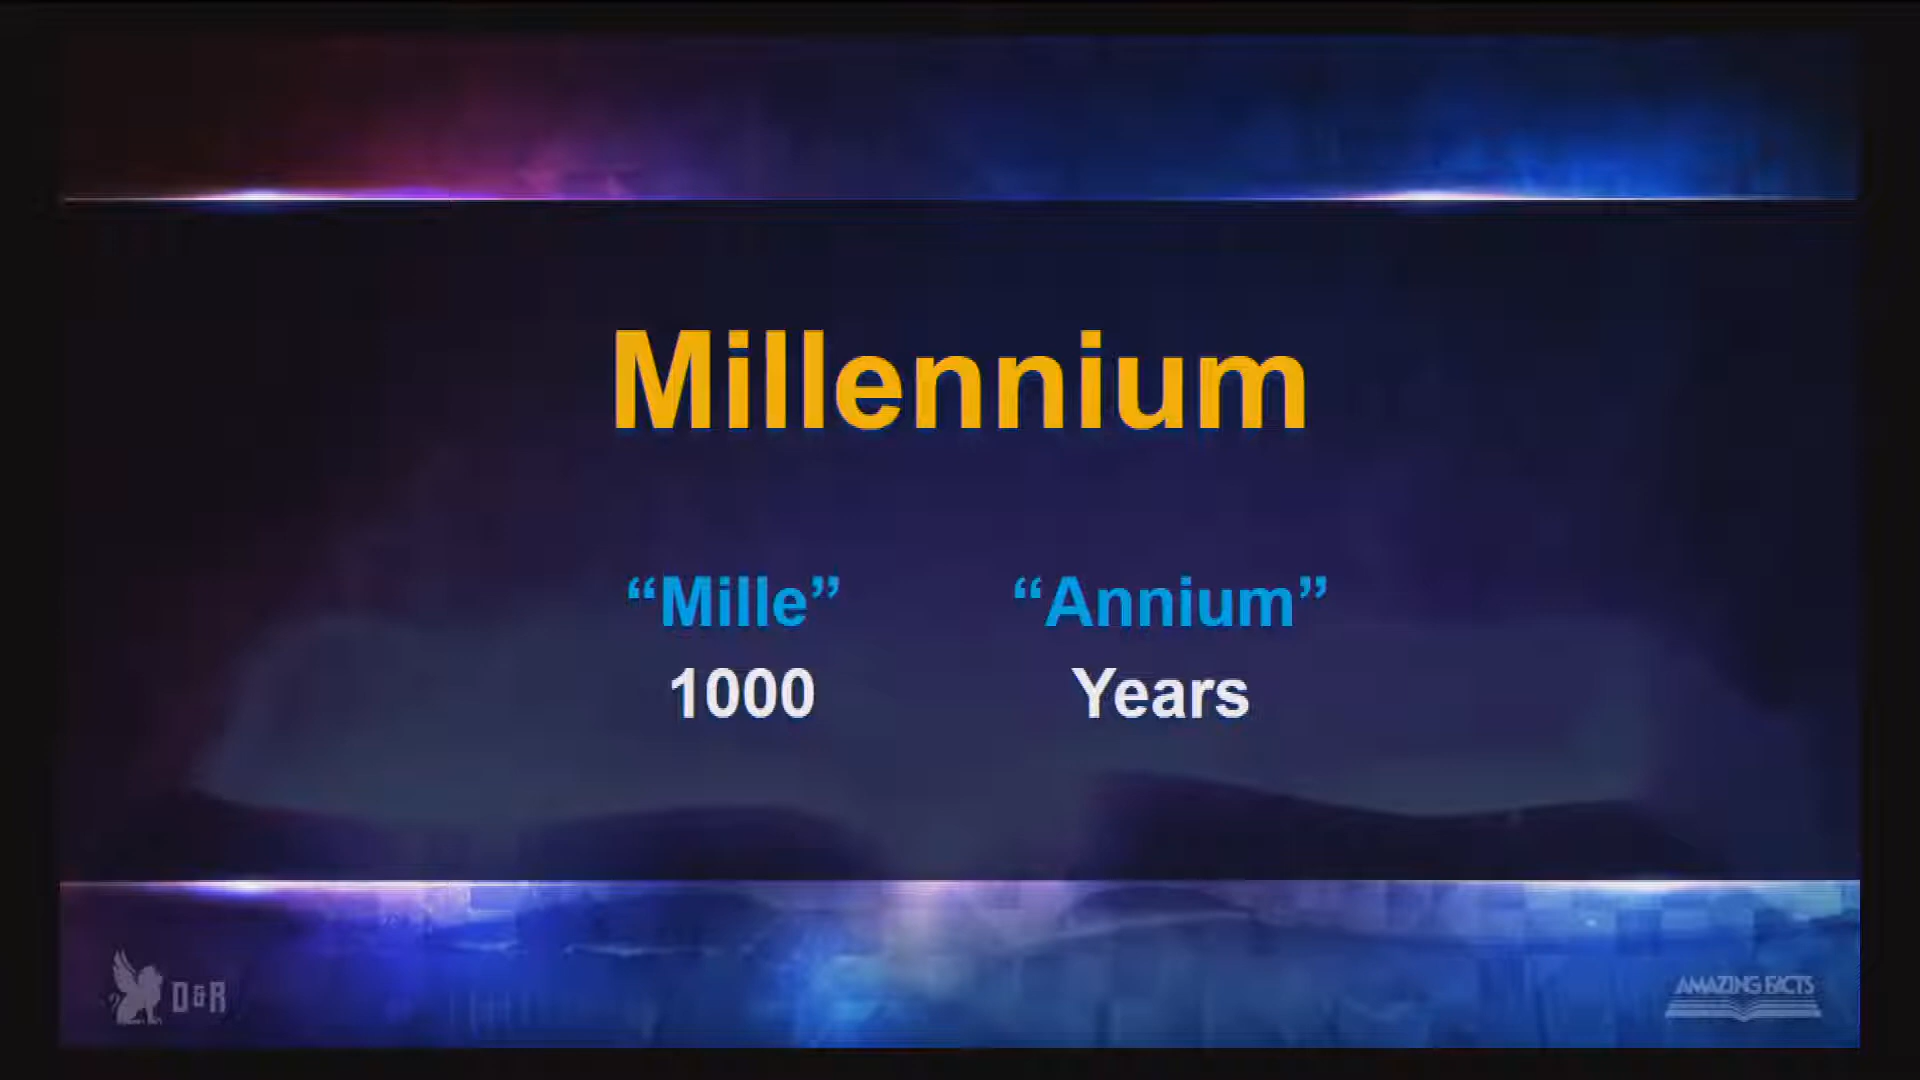 Millennium
“Mille” “Annium”
1000 Years
D&R
AMAZING FACTS